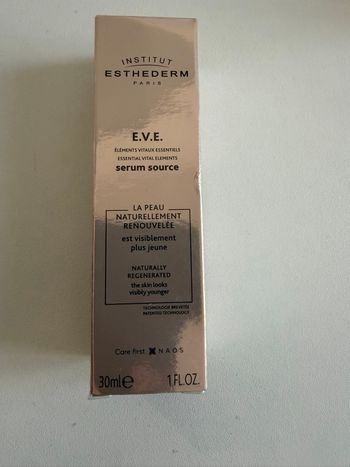 INSTITUT
ESTHEDERM
PARIS
E.V.E.
ÉLÉMENTS VITAUX ESSENTIELS
ESSENTIAL VITAL ELEMENTS
serum source
LA PEAU
NATURELLEMENT
RENOUVELÉE
est visiblement
plus jeune
NATURALLY
REGENERATED
the skin looks
visibly younger
TECHNOLOGIE BREVETÉE
PATENTED TECHNOLOGY
Care first NAOS
30ml℮ 1 FL.OZ.